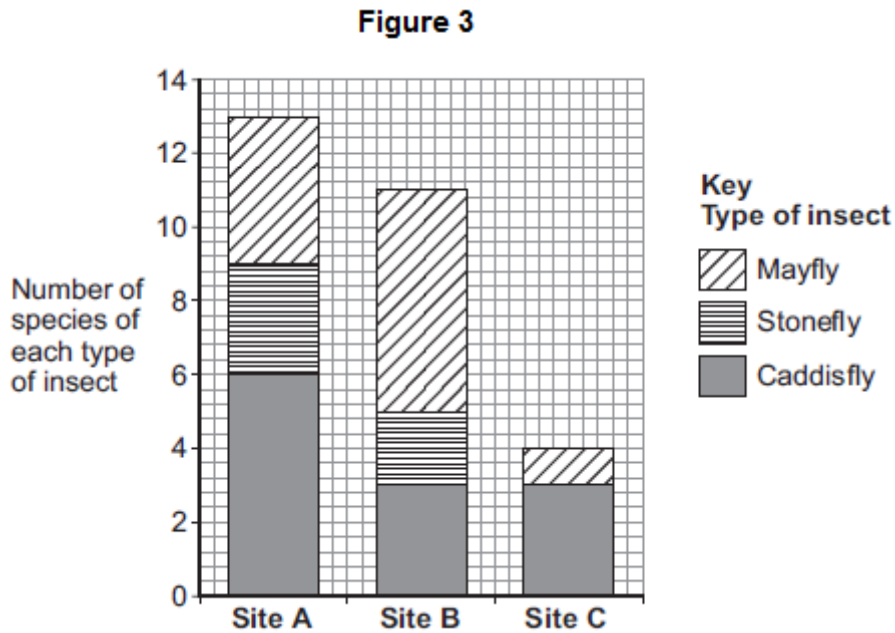 Figure 3
14
12
10
8
6
4
2
0
Number of
species of
each type
of insect
Site A
Site B
Site C
Key
Type of insect
Mayfly
Stonefly
Caddisfly